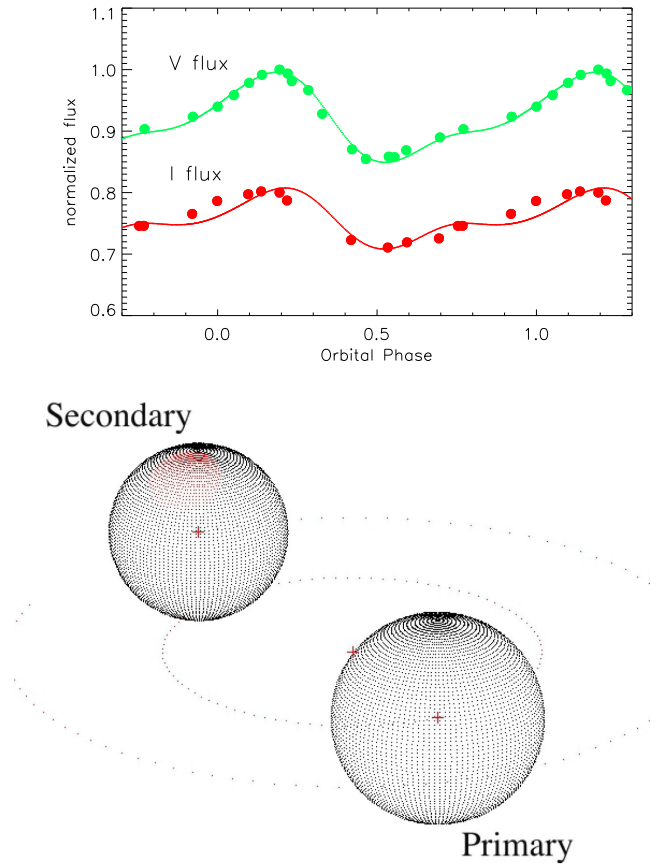 1.1
1.0
0.9
0.8
0.7
0.6
normalized flux
V flux
I flux
0.0
0.5
1.0
Orbital Phase
Secondary
Primary